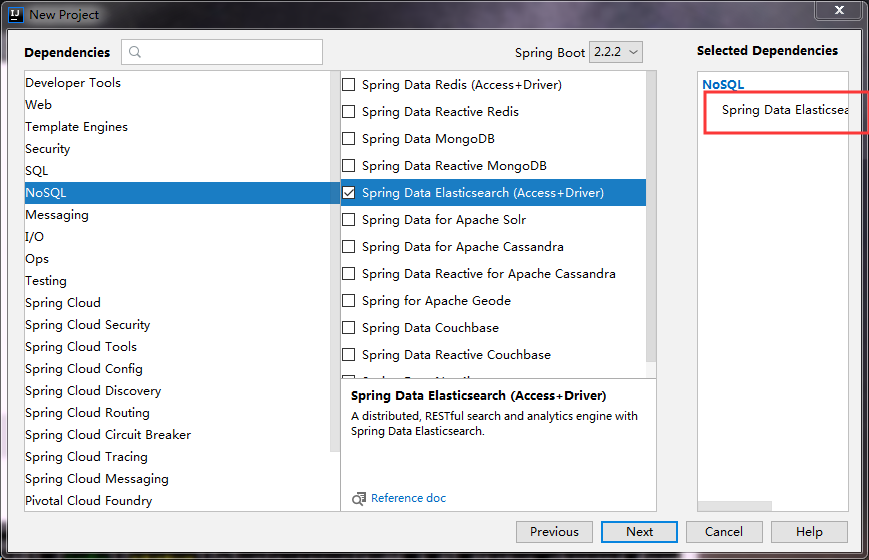 New Project
Dependencies
Spring Boot 2.2.2
Selected Dependencies
Developer Tools
Web
Template Engines
Security
SQL
NoSQL
Messaging
I/O
Ops
Testing
Spring Cloud
Spring Cloud Security
Spring Cloud Tools
Spring Cloud Config
Spring Cloud Discovery
Spring Cloud Routing
Spring Cloud Circuit Breaker
Spring Cloud Tracing
Spring Cloud Messaging
Pivotal Cloud Foundry
Spring Data Redis (Access+Driver)
Spring Data Reactive Redis
Spring Data MongoDB
Spring Data Reactive MongoDB
Spring Data Elasticsearch (Access+Driver)
Spring Data for Apache Solr
Spring Data for Apache Cassandra
Spring Data Reactive for Apache Cassandra
Spring for Apache Geode
Spring Data Couchbase
Spring Data Reactive Couchbase
Spring Data Elasticsearch (Access+Driver)
A distributed, RESTful search and analytics engine with
Spring Data Elasticsearch.
Reference doc
NoSQL
Spring Data Elasticsea
Previous
Next
Cancel
Help